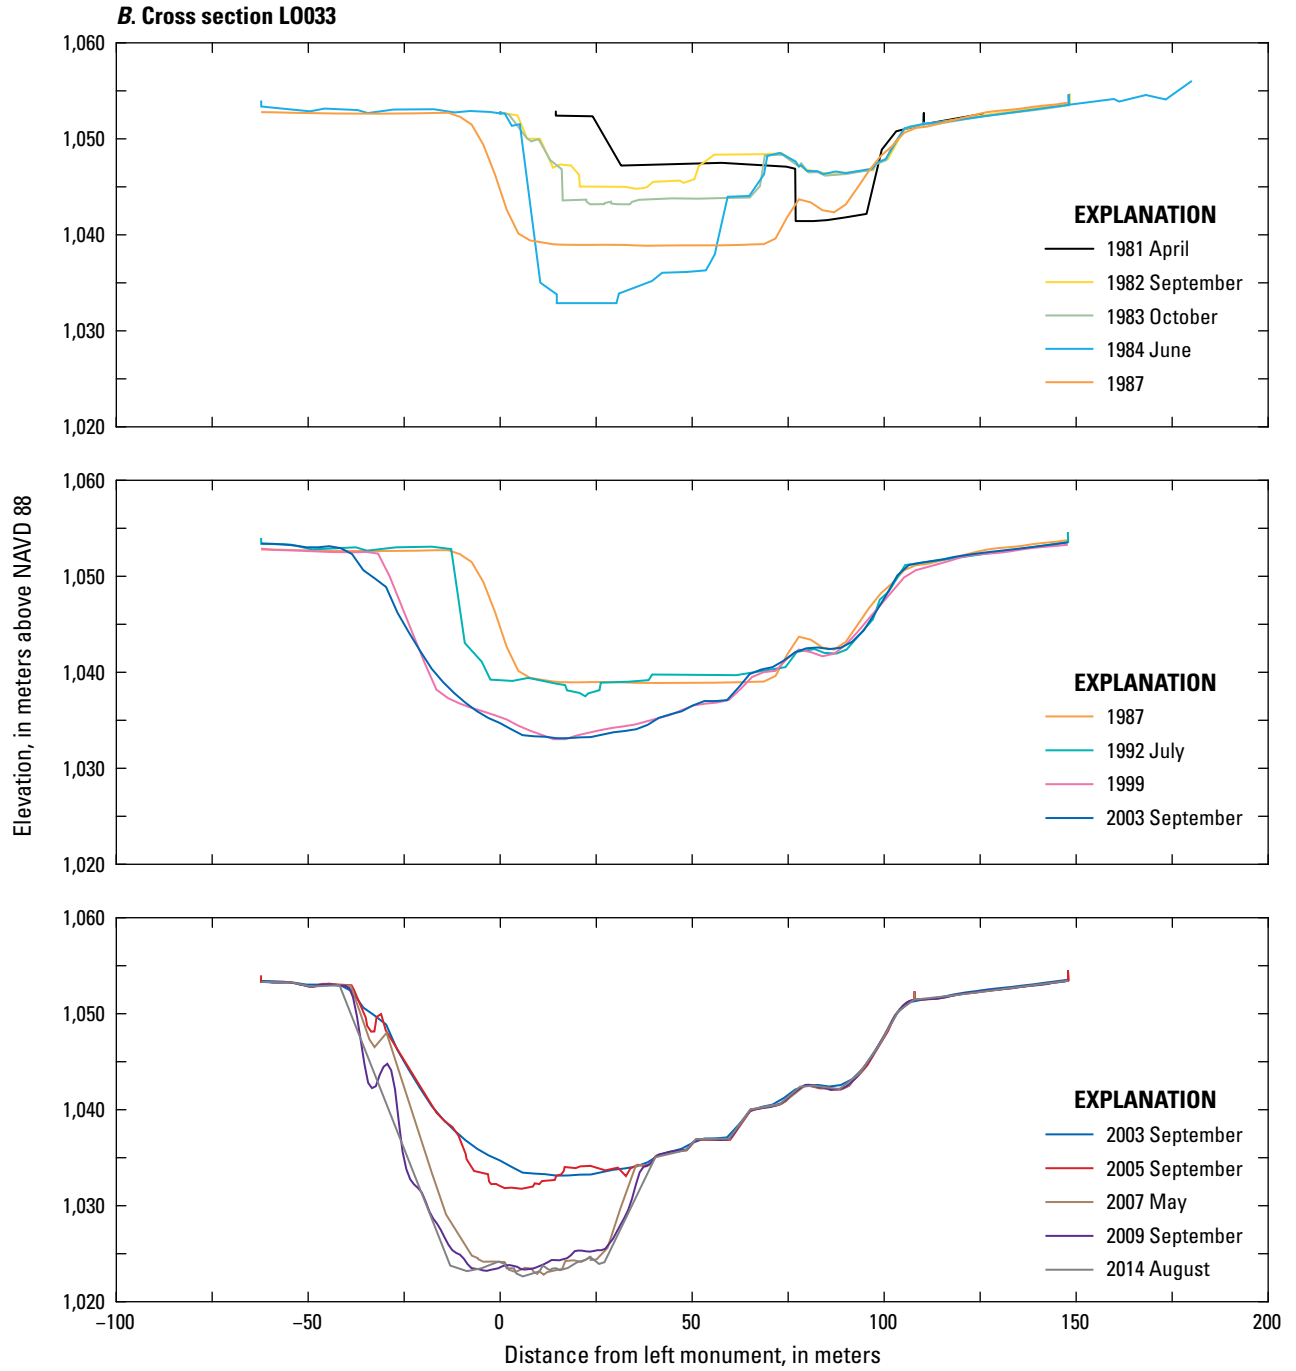 B. Cross section LO033
1,060
1,050
1,040
1,030
1,020
EXPLANATION
1981 April
1982 September
1983 October
1984 June
1987
Elevation, in meters above NAVD 88
1,060
1,050
1,040
1,030
1,020
EXPLANATION
1987
1992 July
1999
2003 September
1,060
1,050
1,040
1,030
1,020
EXPLANATION
2003 September
2005 September
2007 May
2009 September
2014 August
−100 −50 0 50 100 150 200
Distance from left monument, in meters